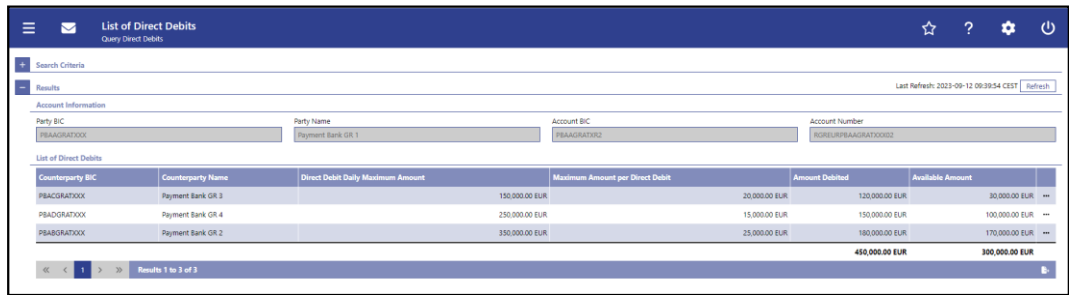 List of Direct Debits
Query Direct Debits
Search Criteria
Results Last Refresh: 2023-09-12 09:39:54 CEST Refresh
Account Information
Party BIC Party Name Account BIC Account Number
PBAAGRATXXX Payment Bank GR 1 PBAAGRATXR2 RGREURPBAAGRATXXX02
List of Direct Debits
Counterparty BIC Counterparty Name Direct Debit Daily Maximum Amount Maximum Amount per Direct Debit Amount Debited Available Amount
PBACGRATXXX Payment Bank GR 3 150,000.00 EUR 20,000.00 EUR 120,000.00 EUR 30,000.00 EUR
PBADGRATXXX Payment Bank GR 4 250,000.00 EUR 15,000.00 EUR 150,000.00 EUR 100,000.00 EUR
PBABGRATXXX Payment Bank GR 2 350,000.00 EUR 25,000.00 EUR 180,000.00 EUR 170,000.00 EUR
450,000.00 EUR 300,000.00 EUR
1 Results 1 to 3 of 3